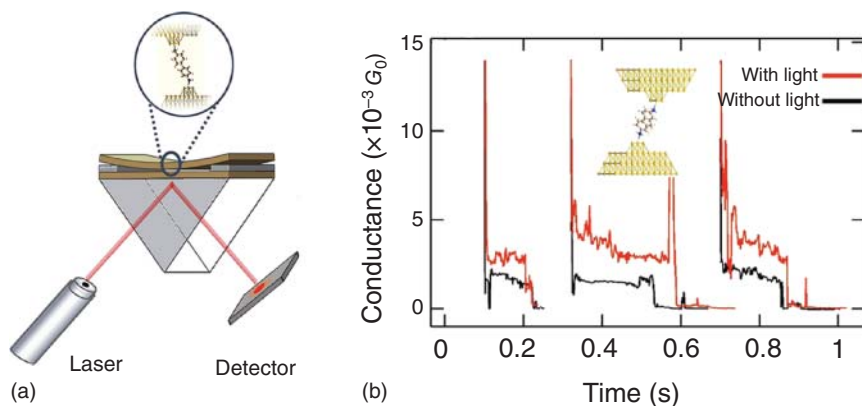 (a)
Laser
Detector
(b)
Conductance (×10⁻³ G₀)
15
10
5
0
With light
Without light
0
0.2
0.4
0.6
0.8
1
Time (s)